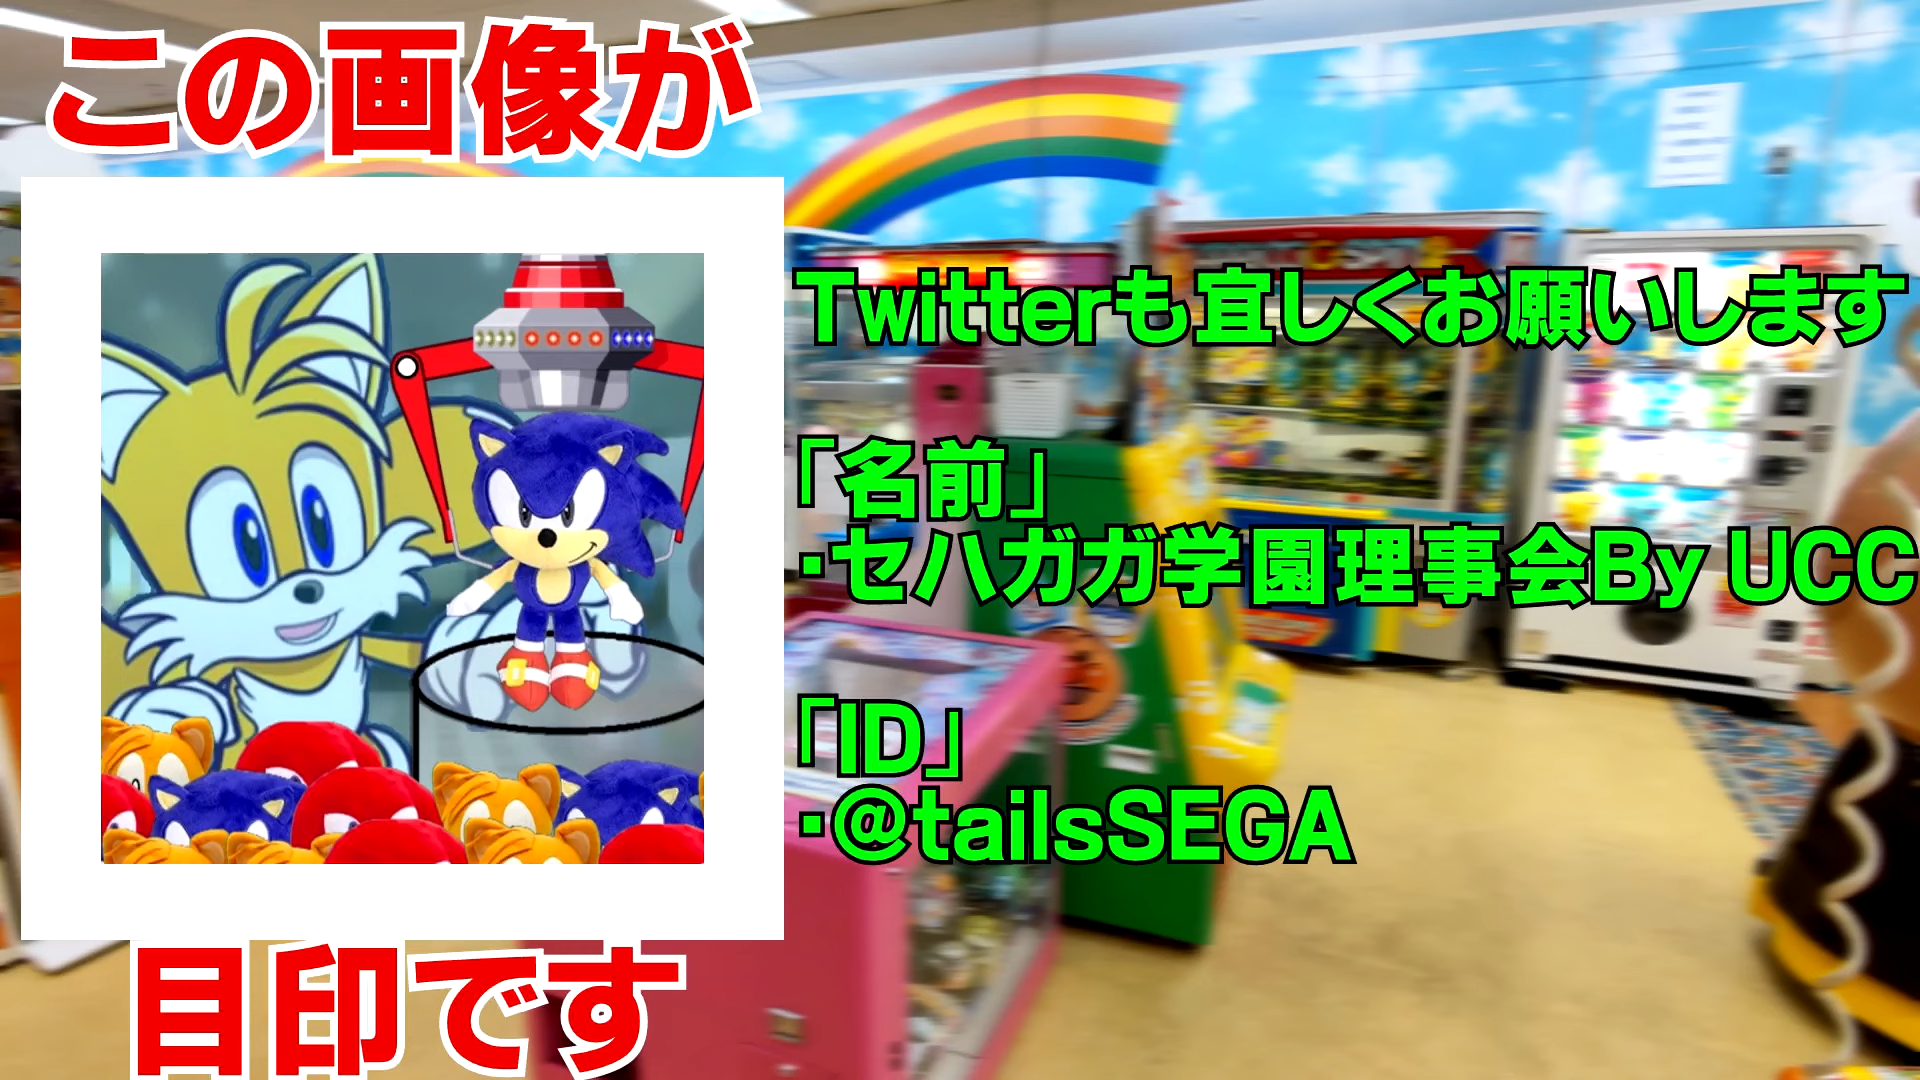 この画像が
目印です
Twitterも宜しくお願いします
「名前」
・セハガガ学園理事会By UCC
「ID」
・@tailsSEGA